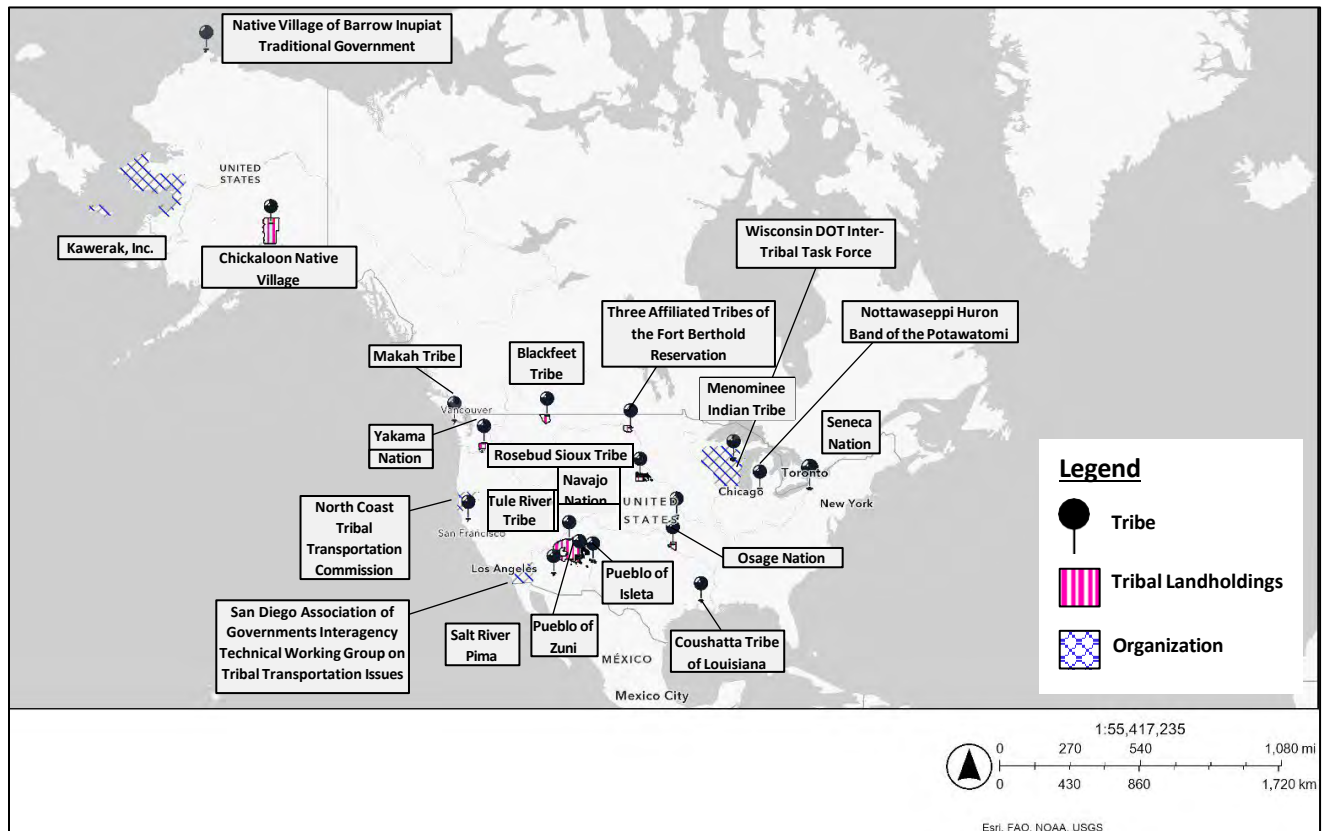 Native Village of Barrow Inupiat
Traditional Government
UNITED
STATES
Kawerak, Inc.
Chickaloon Native
Village
Wisconsin DOT Inter-
Tribal Task Force
Three Affiliated Tribes of
the Fort Berthold
Reservation
Nottawaseppi Huron
Band of the Potawatomi
Makah Tribe
Blackfeet
Tribe
Vancouver
Menominee
Indian Tribe
Yakama
Nation
Seneca
Nation
Rosebud Sioux Tribe
Toronto
Chicago
New York
Navajo
Nation
Tule River
Tribe
UNITED
STATES
North Coast
Tribal
Transportation
Commission
San Francisco
Osage Nation
Los Angeles
Pueblo of
Isleta
San Diego Association of
Governments Interagency
Technical Working Group on
Tribal Transportation Issues
Salt River
Pima
Pueblo of
Zuni
Coushatta Tribe
of Louisiana
MÉXICO
Mexico City
Legend
Tribe
Tribal Landholdings
Organization
1:55,417,235
0 270 540 1,080 mi
0 430 860 1,720 km
Esri, FAO, NOAA, USGS